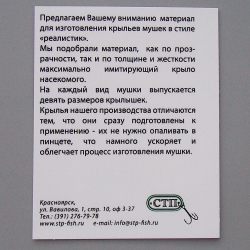 Предлагаем Вашему вниманию материал
для изготовления крыльев мушек в стиле
«реалистик».
Мы подобрали материал, как по проз-
рачности, так и по толщине и жесткости
максимально имитирующий крыло
насекомого.
На каждый вид мушки выпускается
девять размеров крылышек.
Крылья нашего производства отличаются
тем, что они сразу подготовлены к
применению - их не нужно опаливать в
пинцете, что намного ускоряет и
облегчает процесс изготовления мушки.
СТП
Красноярск,
ул. Вавилова, 1, стр. 10, оф 3-37
Тел.: (391) 276-79-78
www.stp-fish.ru e-mail: info@stp-fish.ru